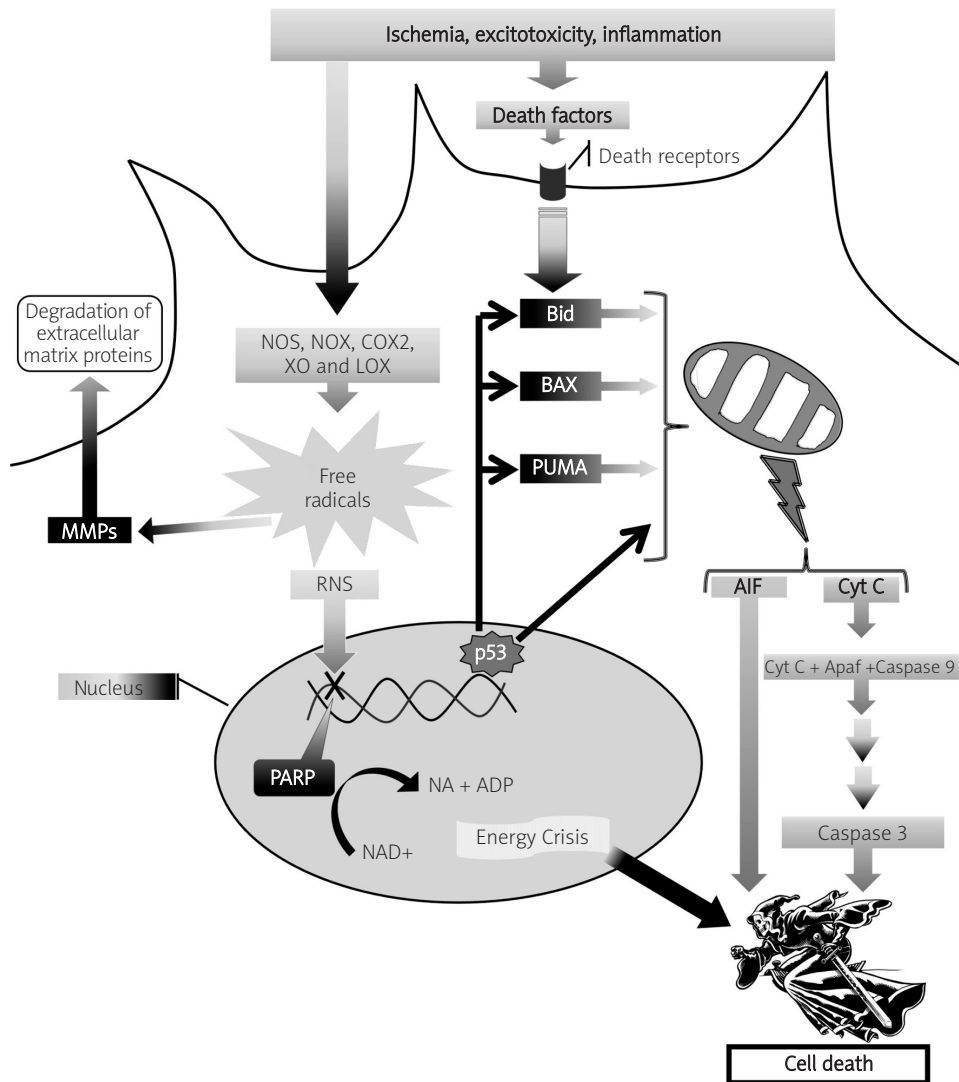 Ischemia, excitotoxicity, inflammation
Death factors
Death receptors
Degradation of
extracellular
matrix proteins
NOS, NOX, COX2,
XO and LOX
Bid
BAX
PUMA
Free
radicals
MMPs
RNS
AIF
Cyt C
p53
Cyt C + Apaf +Caspase 9
Nucleus
PARP
NA + ADP
NAD+
Energy Crisis
Caspase 3
Cell death